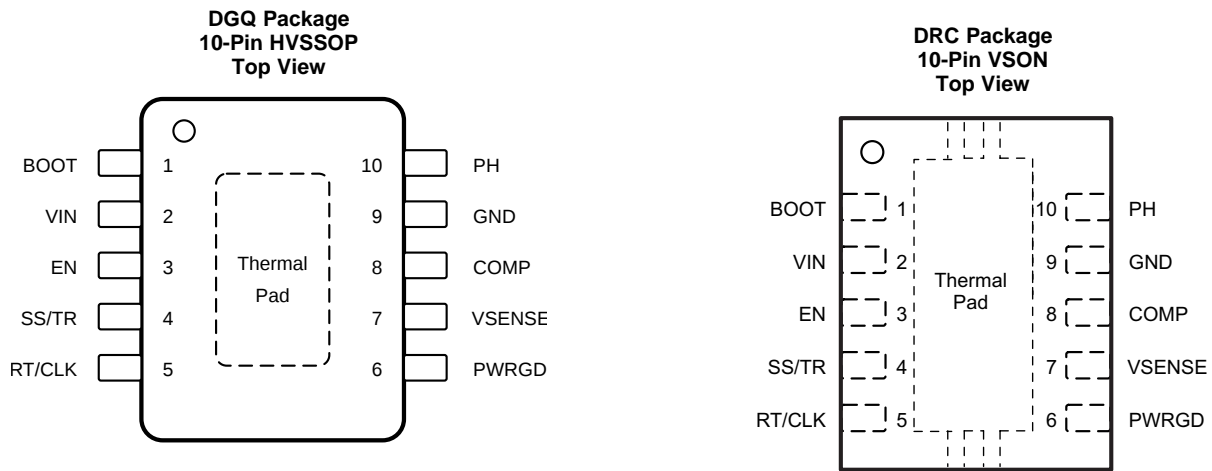 DGQ Package
10-Pin HVSSOP
Top View
BOOT 1 10 PH
VIN 2 9 GND
EN 3 8 COMP
Thermal
Pad
SS/TR 4 7 VSENSE
RT/CLK 5 6 PWRGD
DRC Package
10-Pin VSON
Top View
BOOT 1 10 PH
VIN 2 9 GND
Thermal
Pad
EN 3 8 COMP
SS/TR 4 7 VSENSE
RT/CLK 5 6 PWRGD